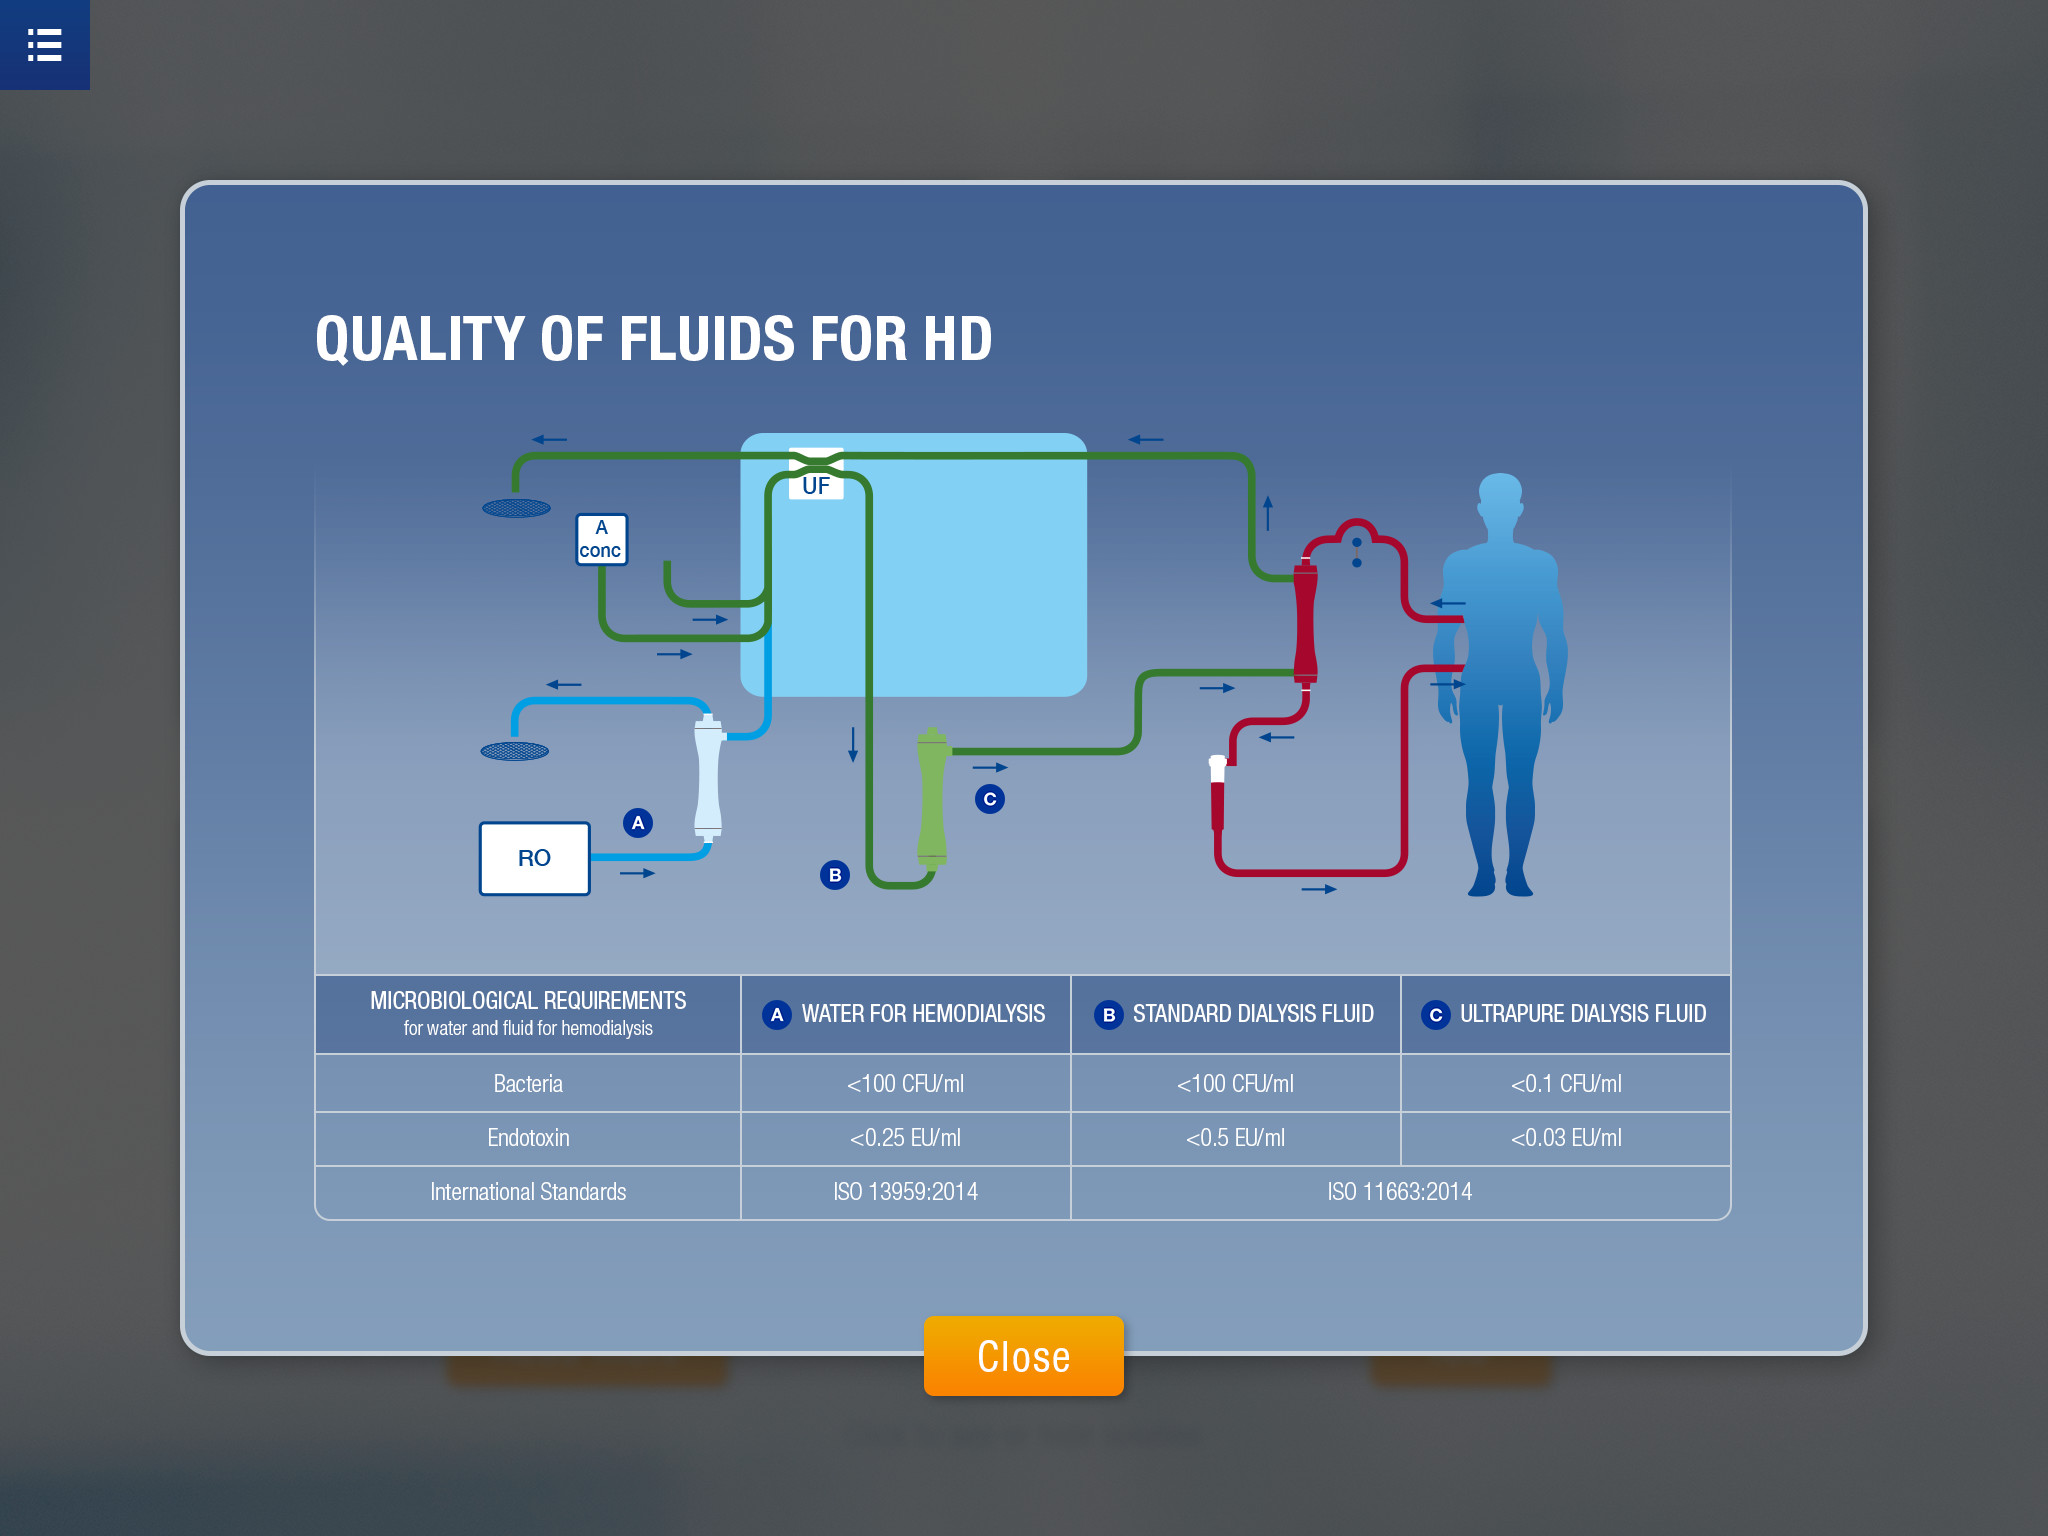 QUALITY OF FLUIDS FOR HD
UF
A
conc
A
C
RO
B
MICROBIOLOGICAL REQUIREMENTS
for water and fluid for hemodialysis
A WATER FOR HEMODIALYSIS
B STANDARD DIALYSIS FLUID
C ULTRAPURE DIALYSIS FLUID
Bacteria <100 CFU/ml <100 CFU/ml <0.1 CFU/ml
Endotoxin <0.25 EU/ml <0.5 EU/ml <0.03 EU/ml
International Standards ISO 13959:2014 ISO 11663:2014
Close